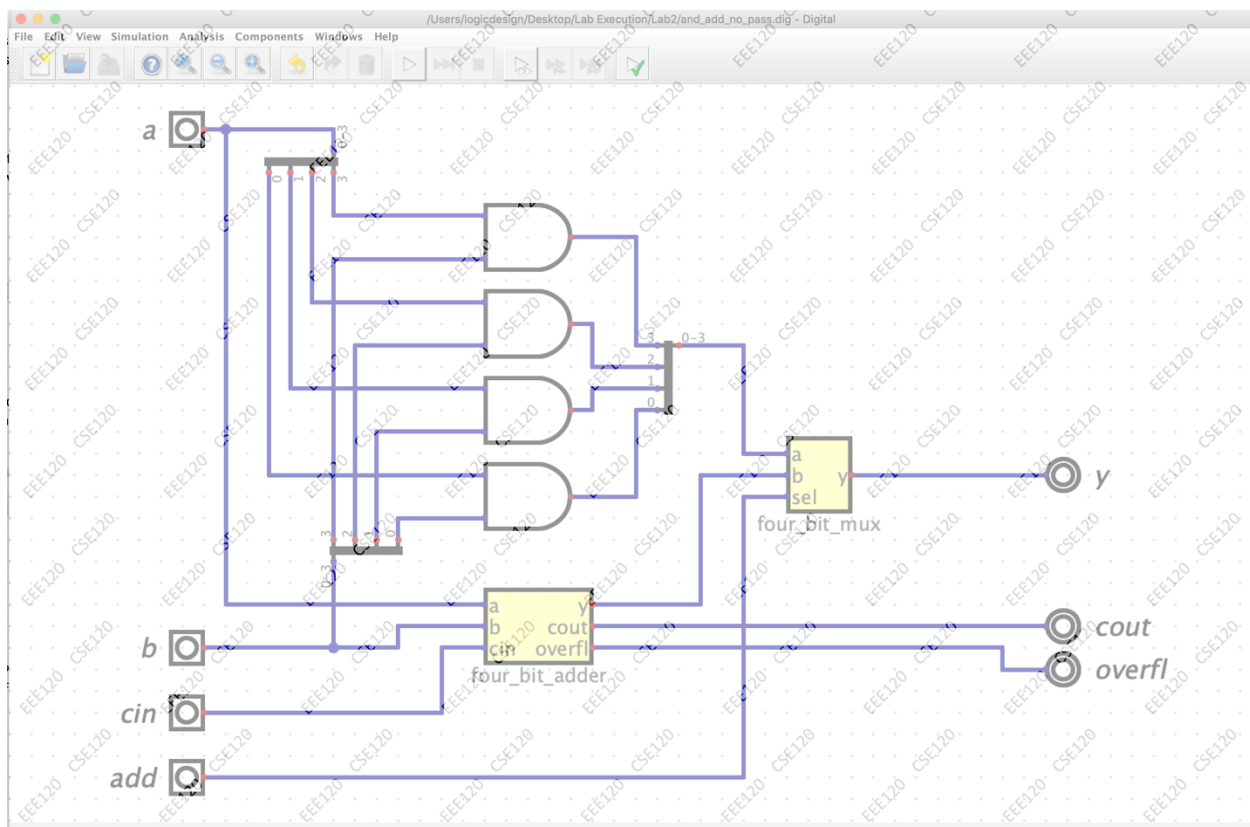 /Users/logicdesign/Desktop/Lab Execution/Lab2/and_add_no_pass.dig - Digital
File Edit View Simulation Analysis Components Windows Help
a
0-3
0 1 2 3
3 0-3
2
1
0
a
b y
sel
y
four_bit_mux
3 2 1 0
0-3
a y
b cout
cin overfl
four_bit_adder
cout
overfl
b
cin
add
EEE120 CSE120